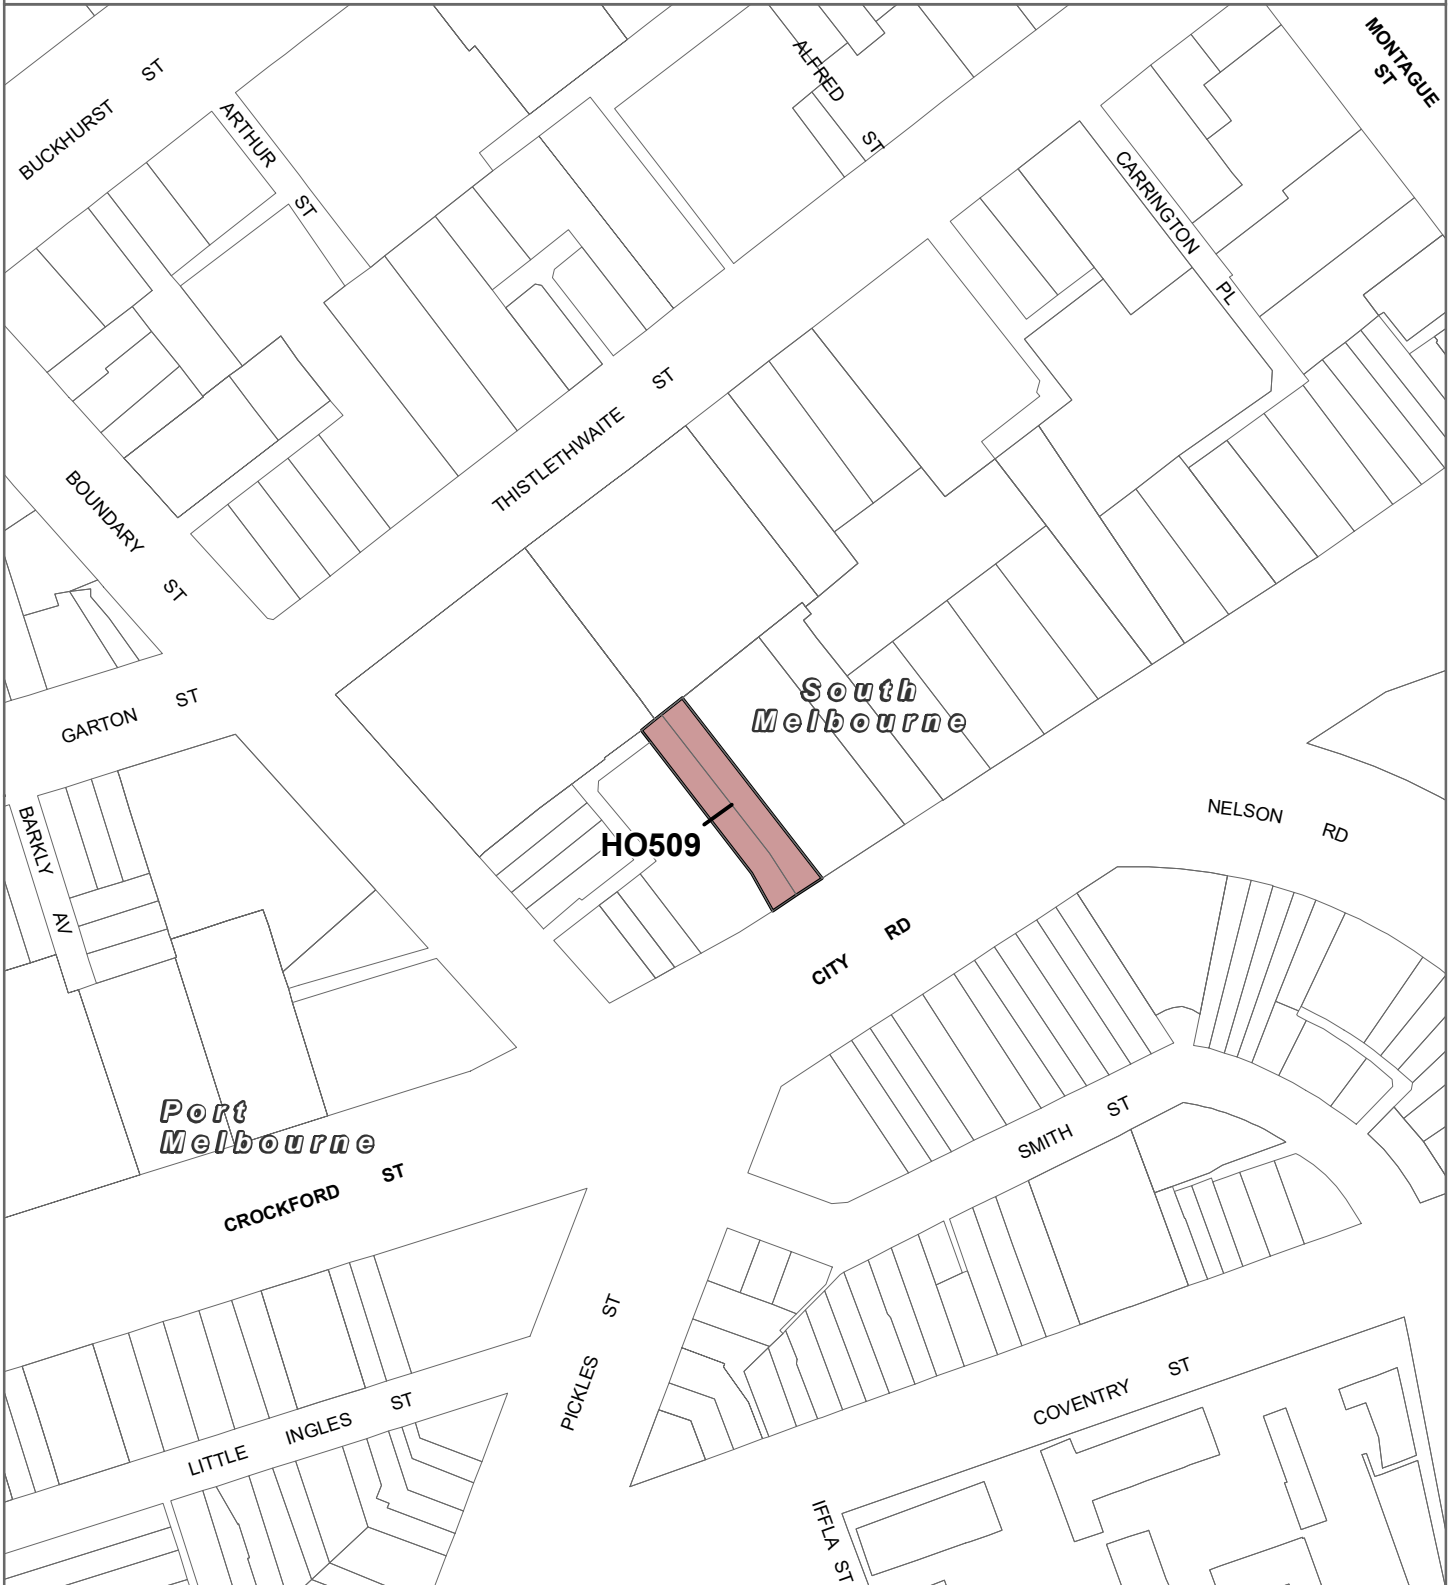 BUCKHURST ST
ARTHUR ST
ALFRED ST
MONTAGUE ST
CARRINGTON PL
THISTLETHWAITE ST
BOUNDARY ST
GARTON ST
South
Melbourne
BARKLY AV
HO509
NELSON RD
CITY RD
Port
Melbourne
SMITH ST
CROCKFORD ST
PICKLES ST
COVENTRY ST
LITTLE INGLES ST
IFFLA ST